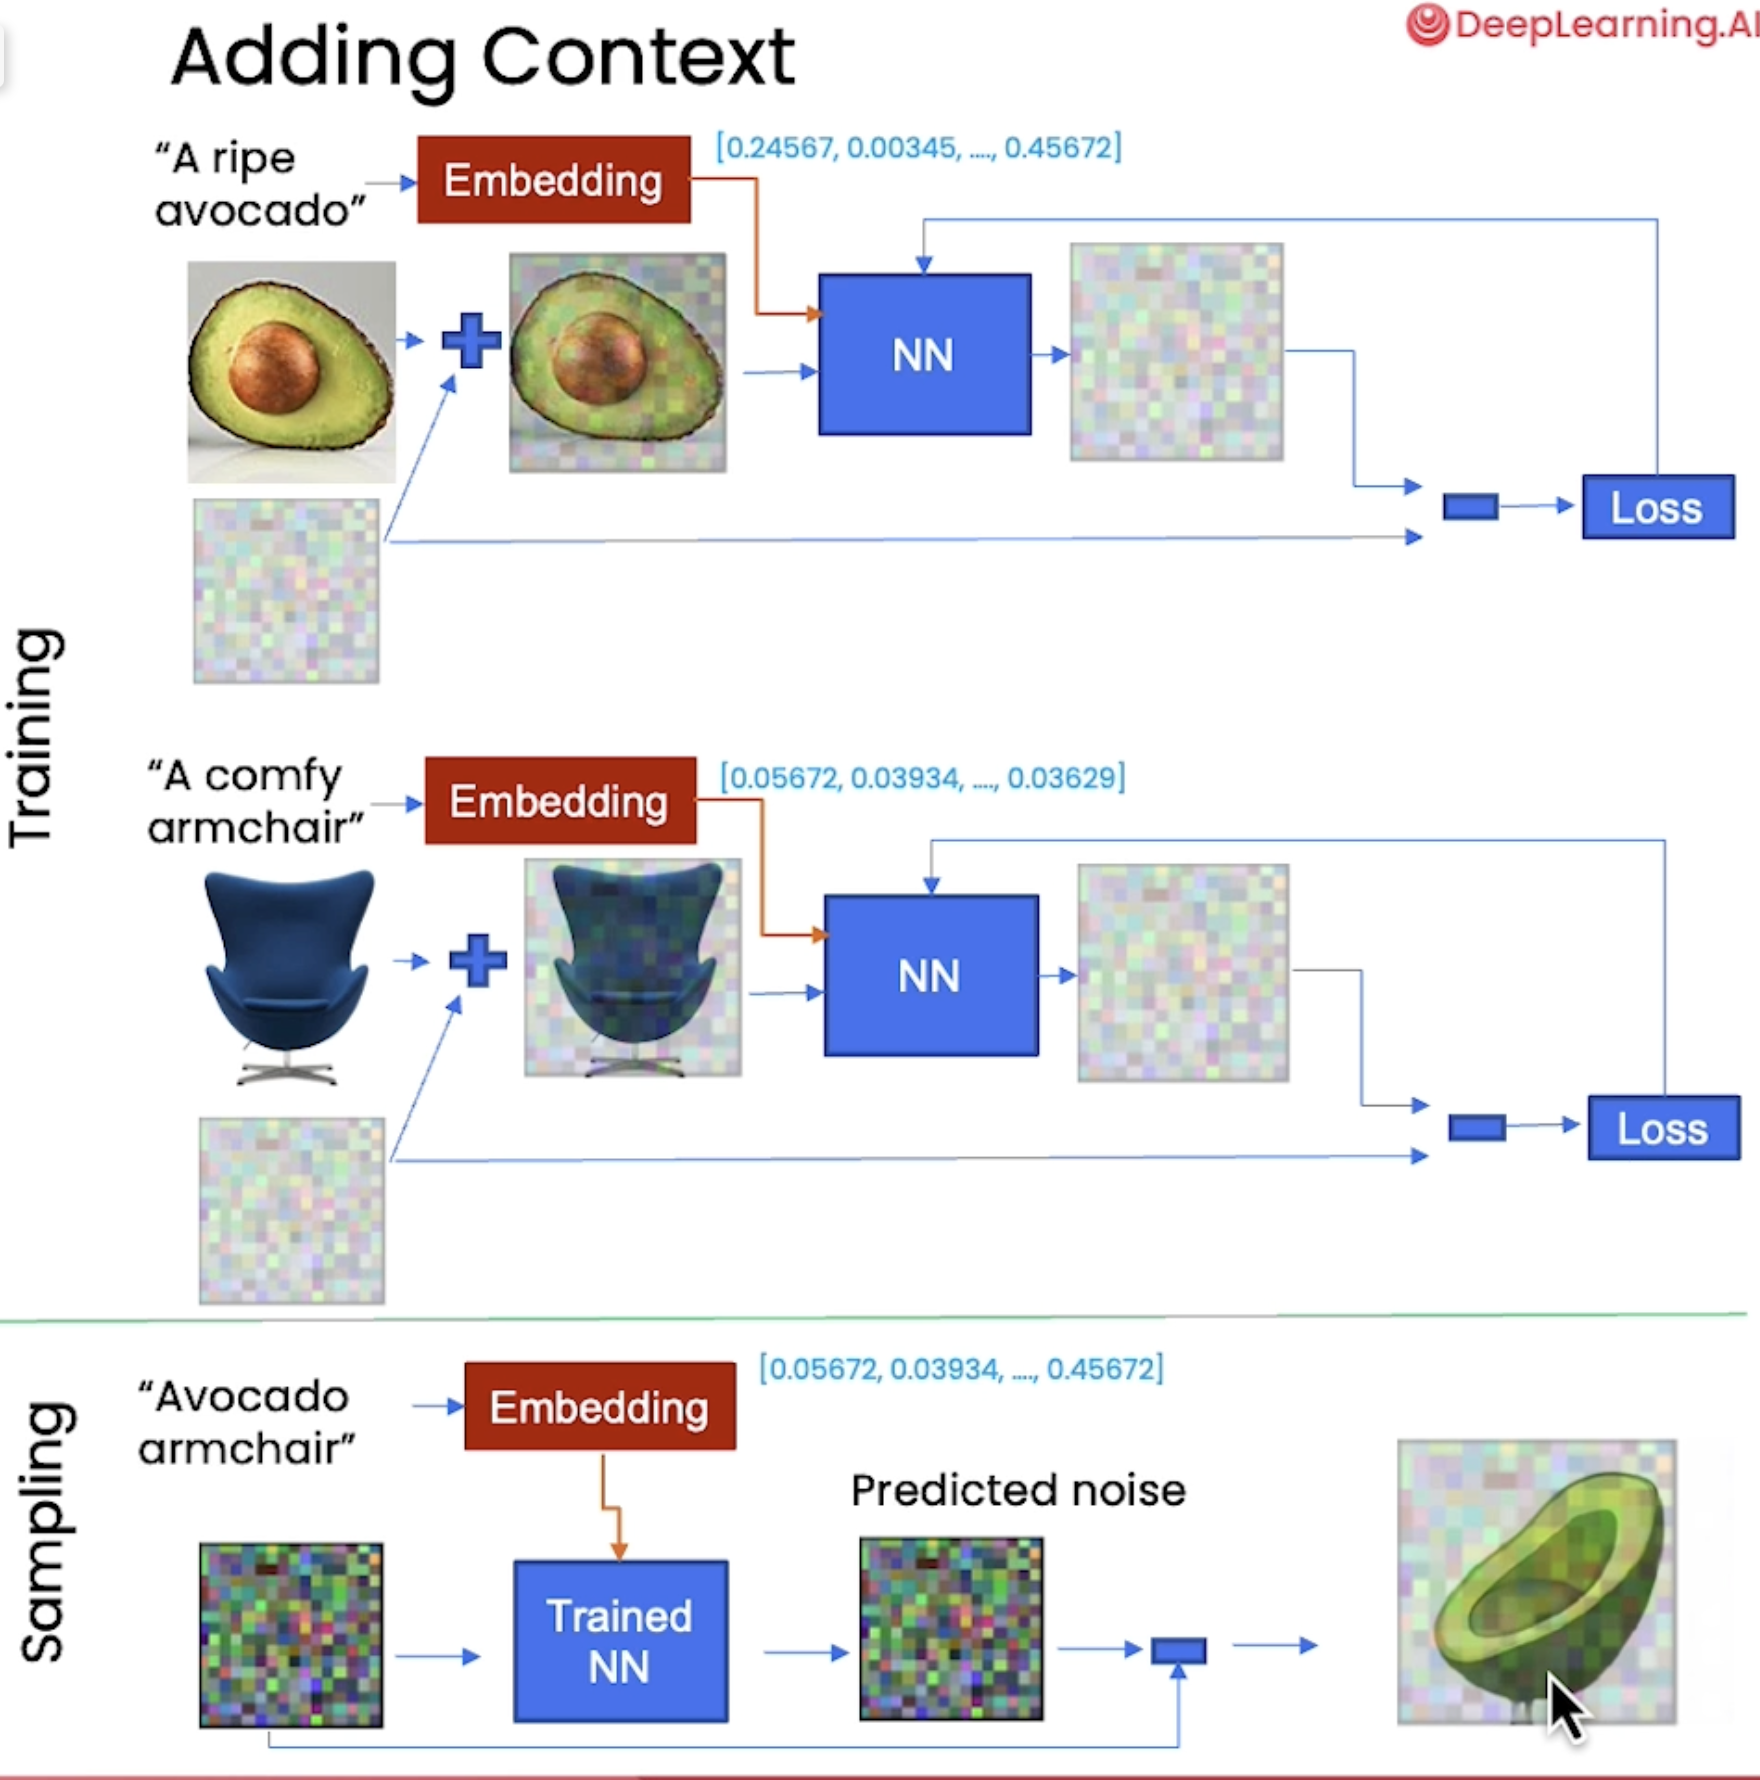 DeepLearning.AI
Adding Context
Training
“A ripe
avocado”
Embedding
[0.24567, 0.00345, ...., 0.45672]
NN
Loss
“A comfy
armchair”
Embedding
[0.05672, 0.03934, ...., 0.03629]
NN
Loss
Sampling
“Avocado
armchair”
Embedding
[0.05672, 0.03934, ...., 0.45672]
Predicted noise
Trained
NN